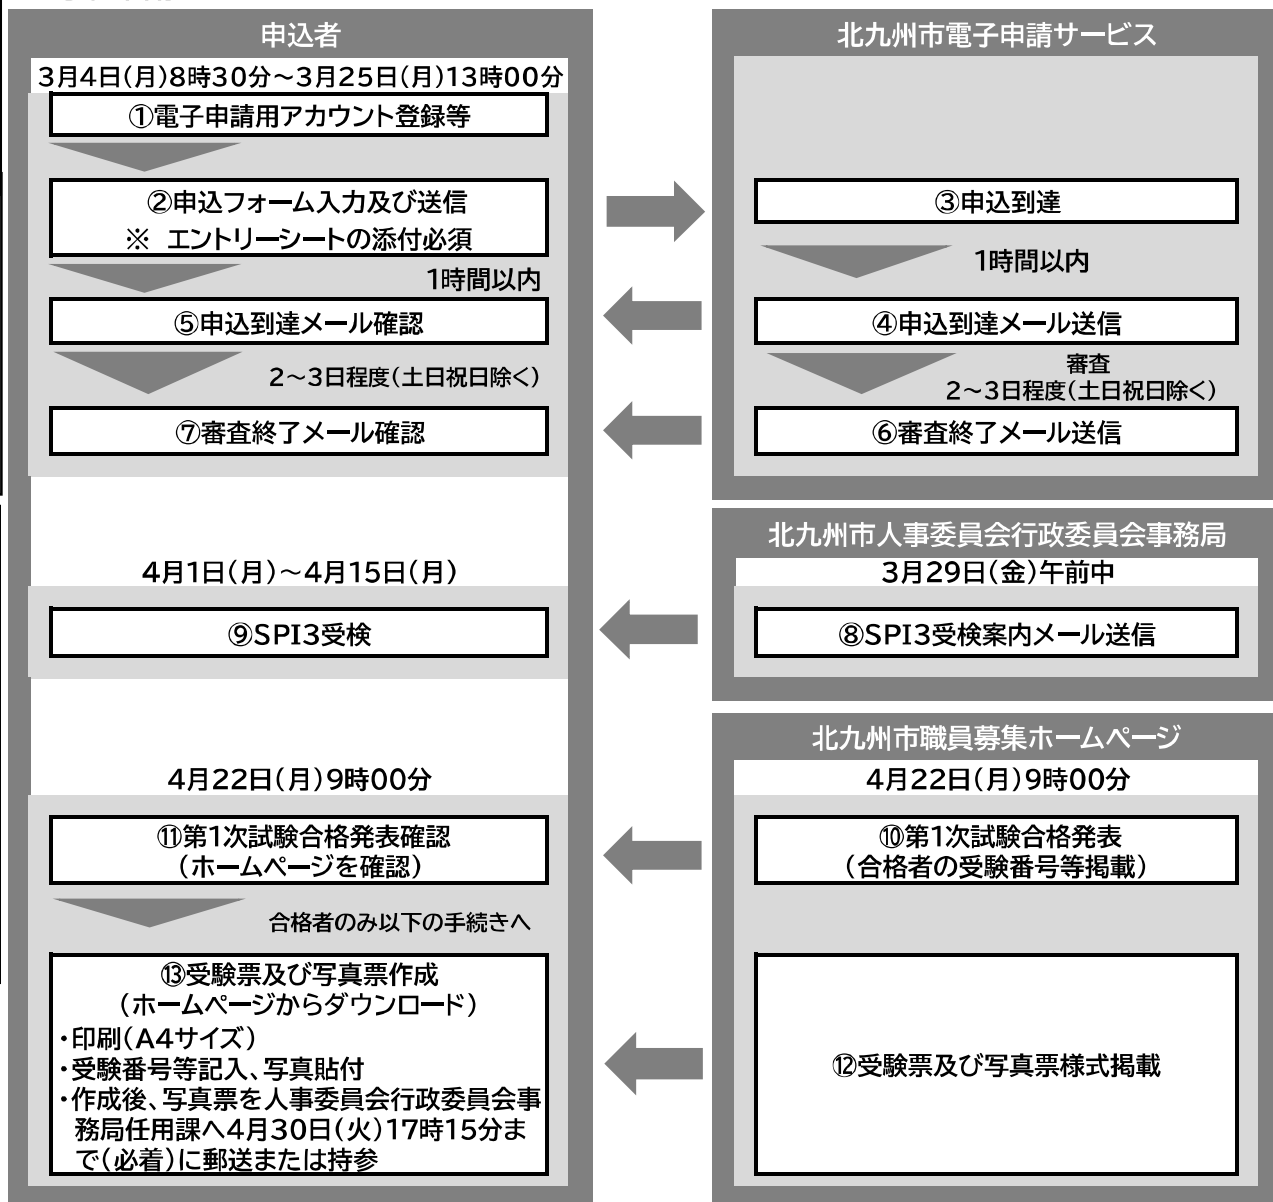 申込者
3月4日(月)8時30分～3月25日(月)13時00分
①電子申請用アカウント登録等
②申込フォーム入力及び送信
※ エントリーシートの添付必須
1時間以内
⑤申込到達メール確認
2～3日程度(土日祝日除く)
⑦審査終了メール確認
4月1日(月)～4月15日(月)
⑨SPI3受検
4月22日(月)9時00分
⑪第1次試験合格発表確認
(ホームページを確認)
合格者のみ以下の手続きへ
⑬受験票及び写真票作成
(ホームページからダウンロード)
・印刷(A4サイズ)
・受験番号等記入、写真貼付
・作成後、写真票を人事委員会行政委員会事
務局任用課へ4月30日(火)17時15分ま
で(必着)に郵送または持参
北九州市電子申請サービス
③申込到達
1時間以内
④申込到達メール送信
審査
2～3日程度(土日祝日除く)
⑥審査終了メール送信
北九州市人事委員会行政委員会事務局
3月29日(金)午前中
⑧SPI3受検案内メール送信
北九州市職員募集ホームページ
4月22日(月)9時00分
⑩第1次試験合格発表
(合格者の受験番号等掲載)
⑫受験票及び写真票様式掲載